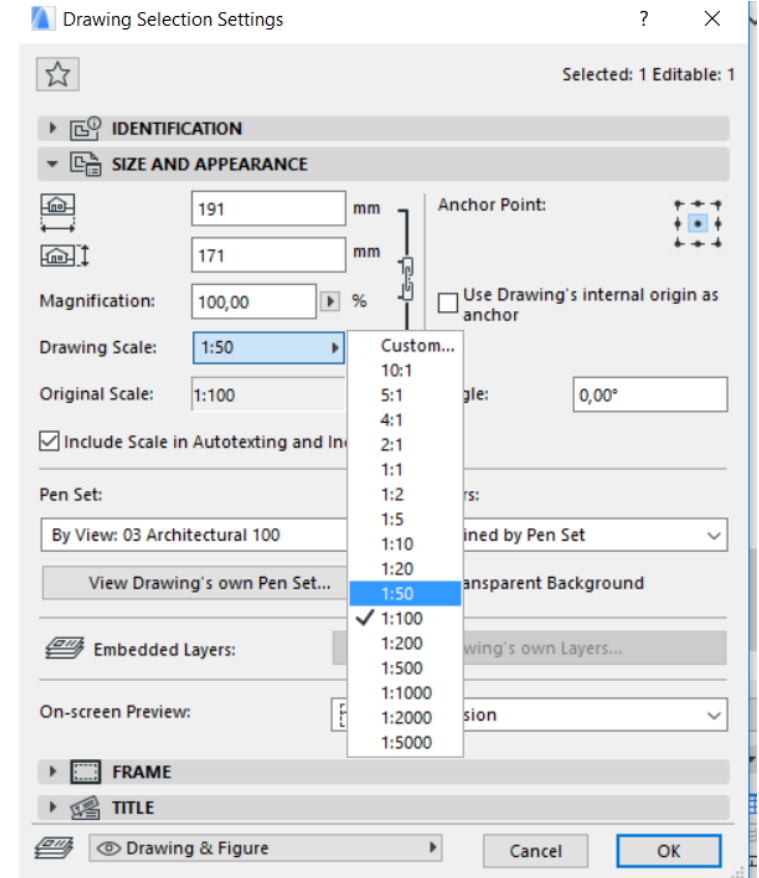 Drawing Selection Settings ?
Selected: 1 Editable: 1
IDENTIFICATION
SIZE AND APPEARANCE
191 mm
Anchor Point:
171 mm
Magnification: 100,00 %
Use Drawing's internal origin as
anchor
Drawing Scale: 1:50
Original Scale: 1:100
gle: 0,00°
Include Scale in Autotexting and In
Pen Set:
rs:
By View: 03 Architectural 100
ined by Pen Set
View Drawing's own Pen Set...
ansparent Background
Embedded Layers:
wing's own Layers...
On-screen Preview:
sion
Custom...
10:1
5:1
4:1
2:1
1:1
1:2
1:5
1:10
1:20
1:50
1:100
1:200
1:500
1:1000
1:2000
1:5000
FRAME
TITLE
Drawing & Figure
Cancel
OK